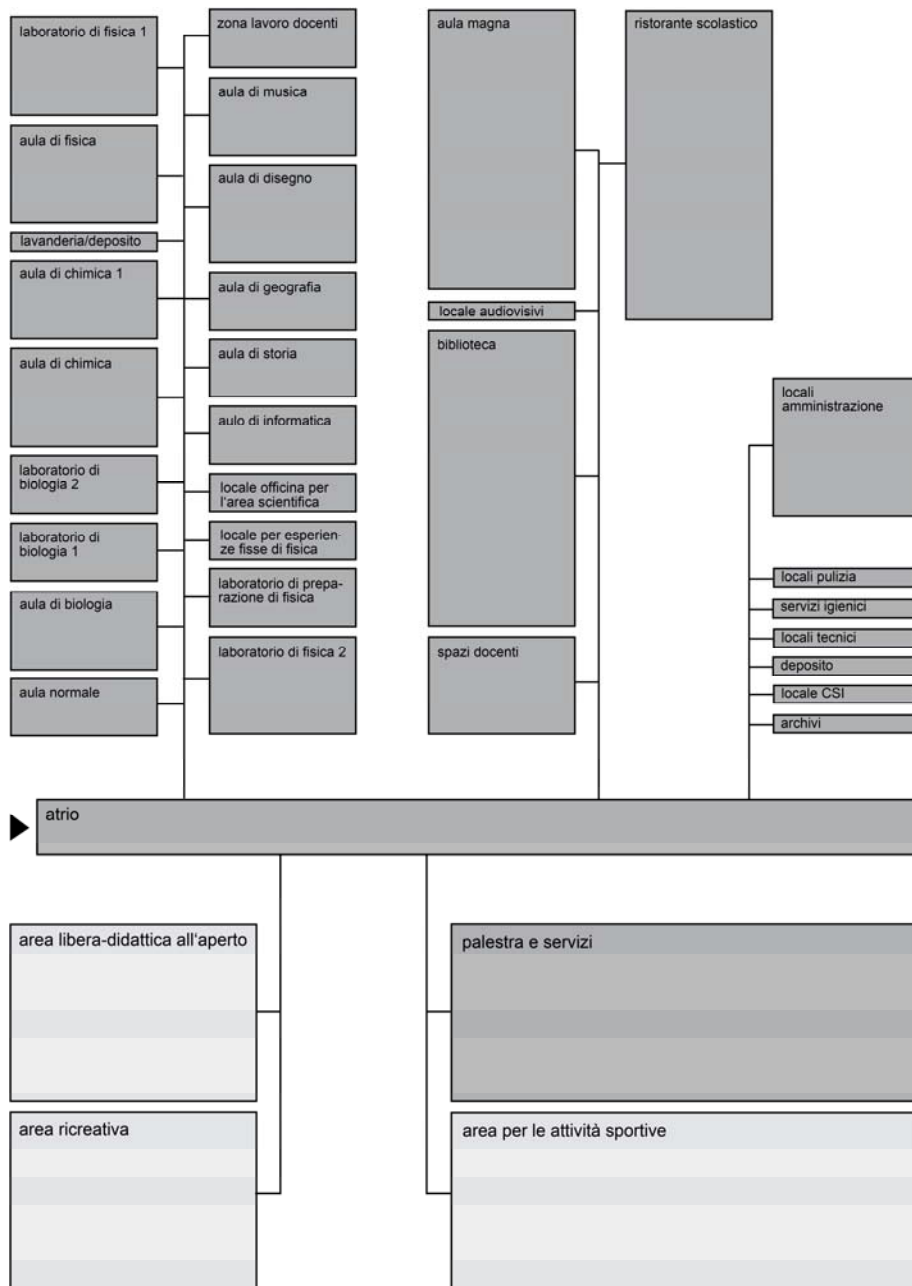 laboratorio di fisica 1
aula di fisica
lavanderia/deposito
aula di chimica 1
aula di chimica
laboratorio di
biologia 2
laboratorio di
biologia 1
aula di biologia
aula normale
zona lavoro docenti
aula di musica
aula di disegno
aula di geografia
aula di storia
aulo di informatica
locale officina per
l'area scientifica
locale per esperien-
ze fisse di fisica
laboratorio di prepa-
razione di fisica
laboratorio di fisica 2
aula magna
locale audiovisivi
biblioteca
spazi docenti
ristorante scolastico
locali
amministrazione
locali pulizia
servizi igienici
locali tecnici
deposito
locale CSI
archivi
atrio
area libera-didattica all'aperto
area ricreativa
palestra e servizi
area per le attività sportive